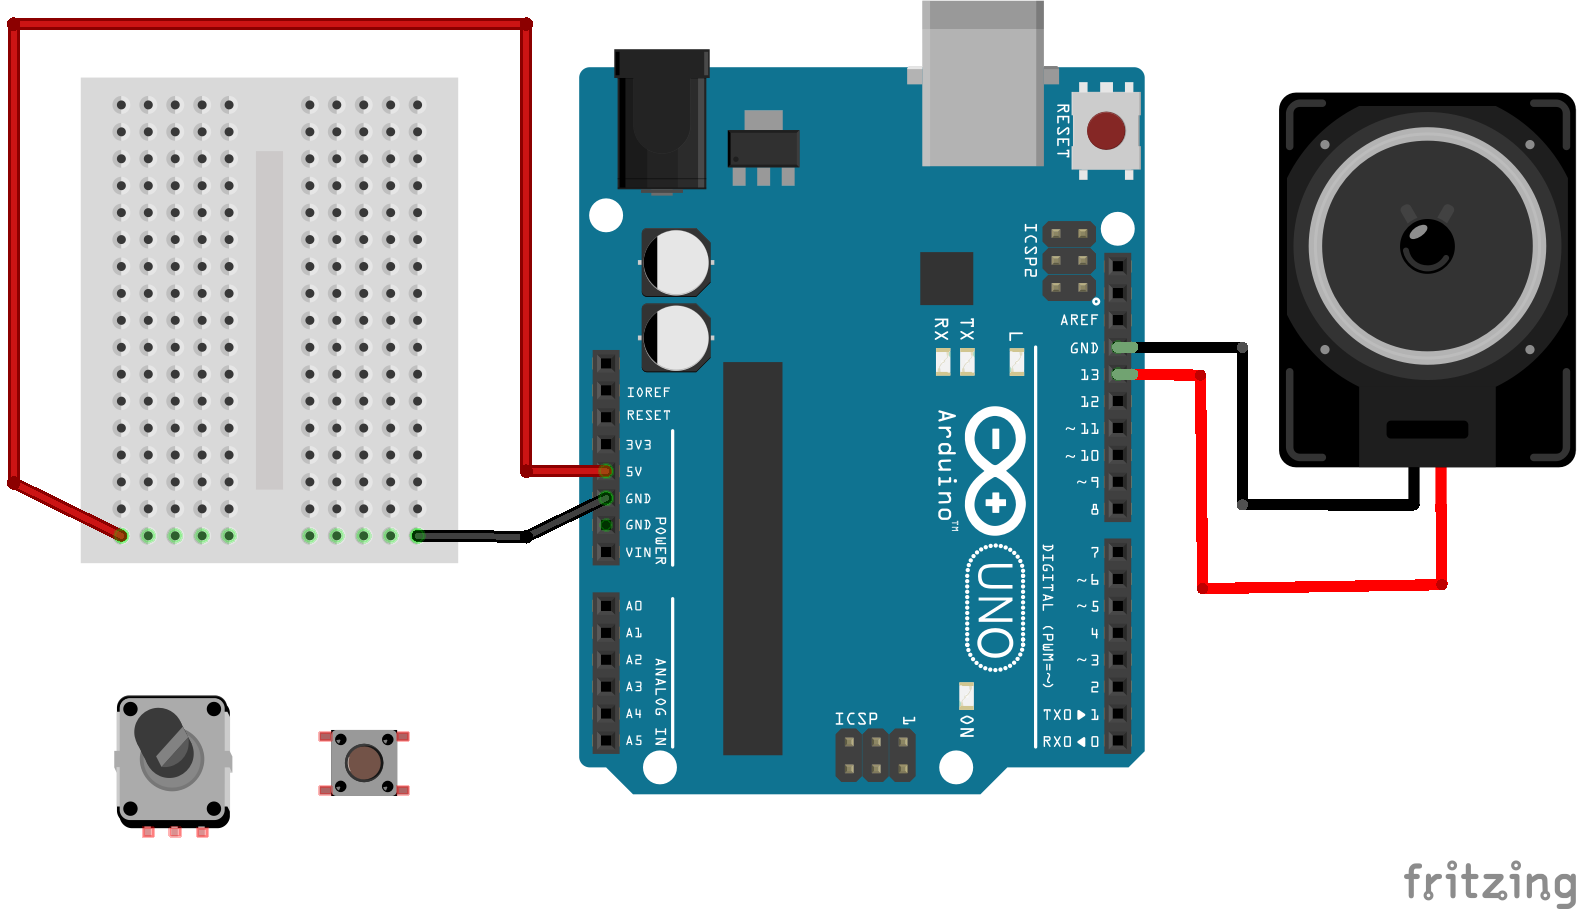 RESET
ICSP2
AREF
GND
13
12
~11
~10
~9
8
7
~6
~5
4
~3
2
TX0▶1
RX0◀0
DIGITAL (PWM=~)
RX
TX
L
Arduino™
UNO
IOREF
RESET
3V3
5V
GND
GND
VIN
POWER
A0
A1
A2
A3
A4
A5
ANALOG IN
ICSP
1
ON
fritzing